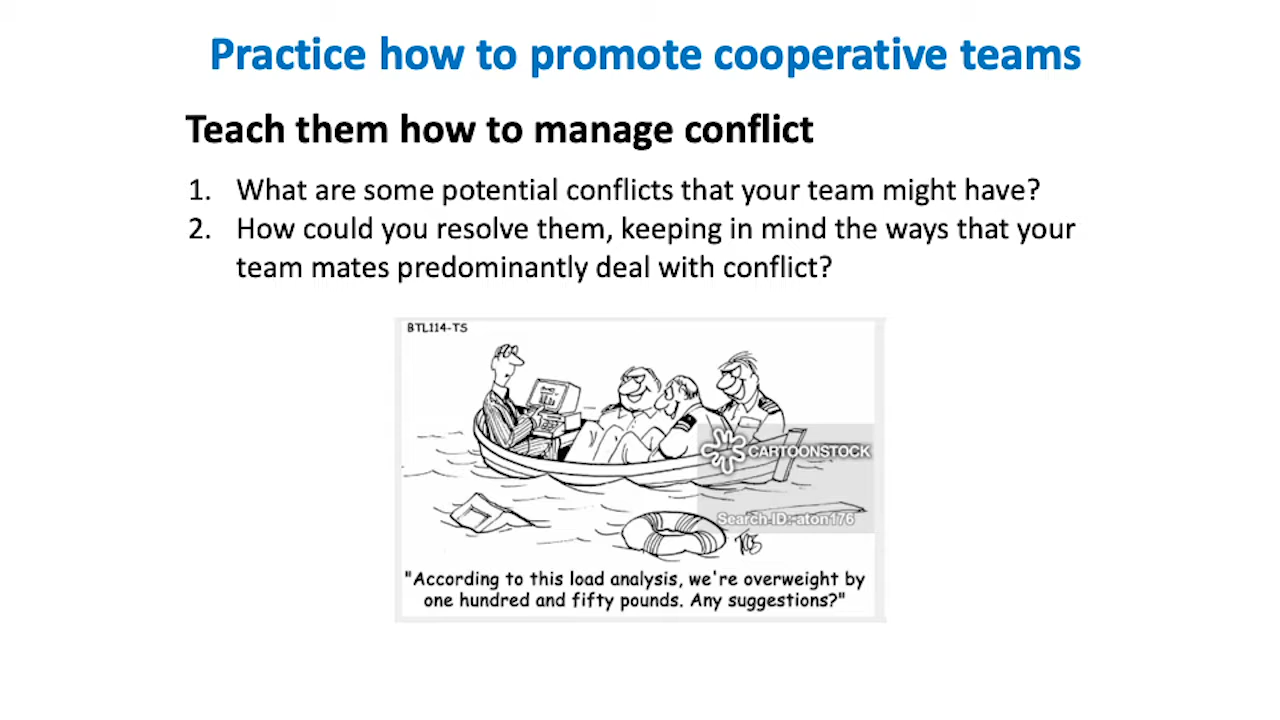 Practice how to promote cooperative teams
Teach them how to manage conflict
1. What are some potential conflicts that your team might have?
2. How could you resolve them, keeping in mind the ways that your
team mates predominantly deal with conflict?
BTL114-TS
CARTOONSTOCK
Search ID: aton176
"According to this load analysis, we're overweight by
one hundred and fifty pounds. Any suggestions?"